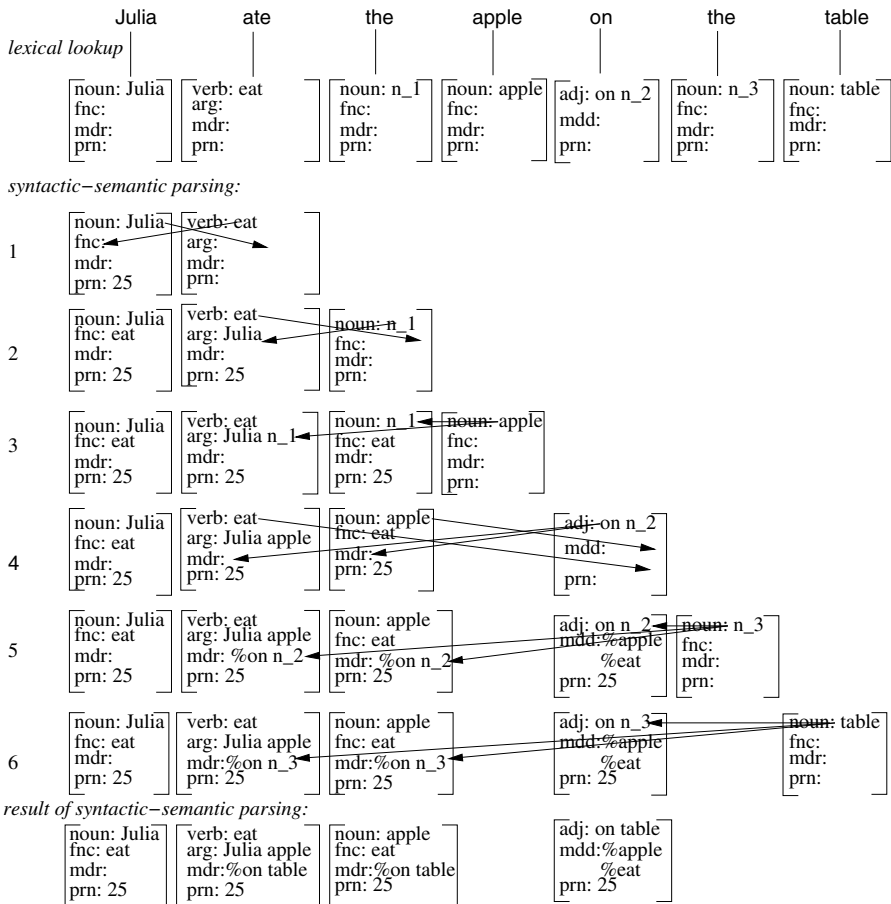 Julia ate the apple on the table
lexical lookup
noun: Julia verb: eat noun: n_1 noun: apple adj: on n_2 noun: n_3 noun: table
fnc: arg: fnc: fnc: mdd: fnc: fnc:
mdr: mdr: mdr: mdr: prn: mdr: mdr:
prn: prn: prn: prn: prn: prn:
syntactic−semantic parsing:
1
noun: Julia verb: eat
fnc: arg:
mdr: mdr:
prn: 25 prn:
2
noun: Julia verb: eat noun: n_1
fnc: eat arg: Julia fnc:
mdr: mdr: mdr:
prn: 25 prn: 25 prn:
3
noun: Julia verb: eat noun: n_1 noun: apple
fnc: eat arg: Julia n_1 fnc: eat fnc:
mdr: mdr: mdr: mdr:
prn: 25 prn: 25 prn: 25 prn:
4
noun: Julia verb: eat noun: apple adj: on n_2
fnc: eat arg: Julia apple fnc: eat mdd:
mdr: mdr: mdr: prn:
prn: 25 prn: 25 prn: 25
5
noun: Julia verb: eat noun: apple adj: on n_2 noun: n_3
fnc: eat arg: Julia apple fnc: eat mdd:%apple fnc:
mdr: mdr: %on n_2 mdr: %on n_2 %eat mdr:
prn: 25 prn: 25 prn: 25 prn: 25 prn:
6
noun: Julia verb: eat noun: apple adj: on n_3 noun: table
fnc: eat arg: Julia apple fnc: eat mdd:%apple fnc:
mdr: mdr:%on n_3 mdr:%on n_3 %eat mdr:
prn: 25 prn: 25 prn: 25 prn: 25 prn:
result of syntactic−semantic parsing:
noun: Julia verb: eat noun: apple adj: on table
fnc: eat arg: Julia apple fnc: eat mdd:%apple
mdr: mdr:%on table mdr:%on table %eat
prn: 25 prn: 25 prn: 25 prn: 25